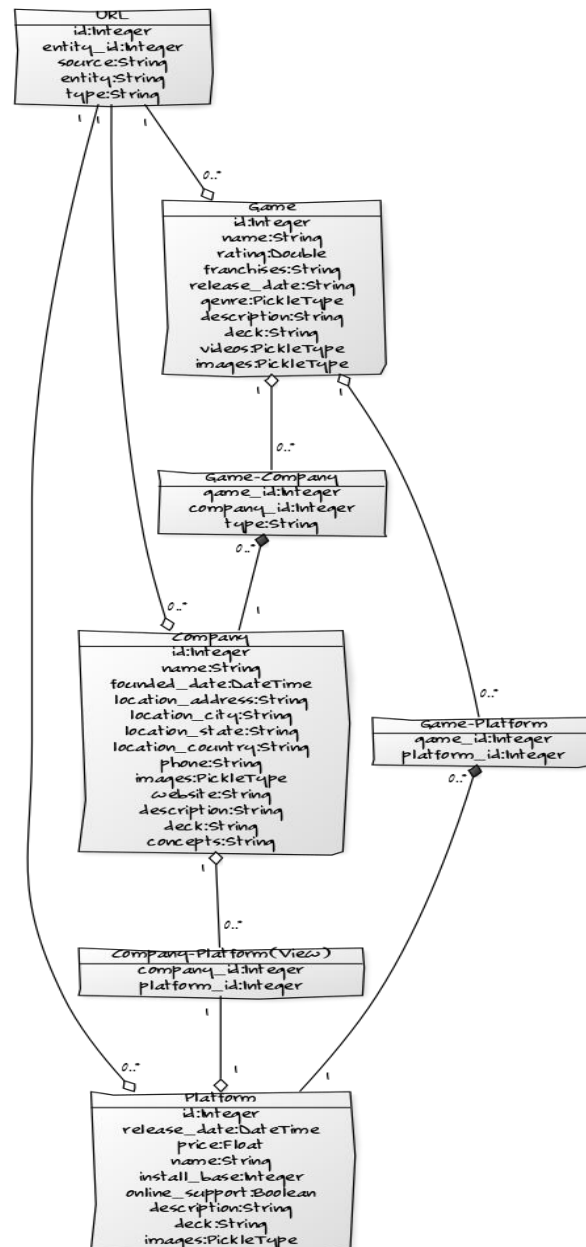 URL
id:Integer
entity_id:Integer
source:String
entity:String
type:String
1
1
1
0..*
Game
id:Integer
name:String
rating:Double
franchises:String
release_date:String
genre:PickleType
description:String
deck:String
videos:PickleType
images:PickleType
1
1
0..*
Game-Company
game_id:Integer
company_id:Integer
type:String
0..*
1
0..*
Company
id:Integer
name:String
founded_date:DateTime
location_address:String
location_city:String
location_state:String
location_country:String
phone:String
images:PickleType
website:String
description:String
deck:String
concepts:String
0..*
Game-Platform
game_id:Integer
platform_id:Integer
0..*
1
0..*
Company-Platform(View)
company_id:Integer
platform_id:Integer
1
0..*
1
1
Platform
id:Integer
release_date:DateTime
price:Float
name:String
install_base:Integer
online_support:Boolean
description:String
deck:String
images:PickleType